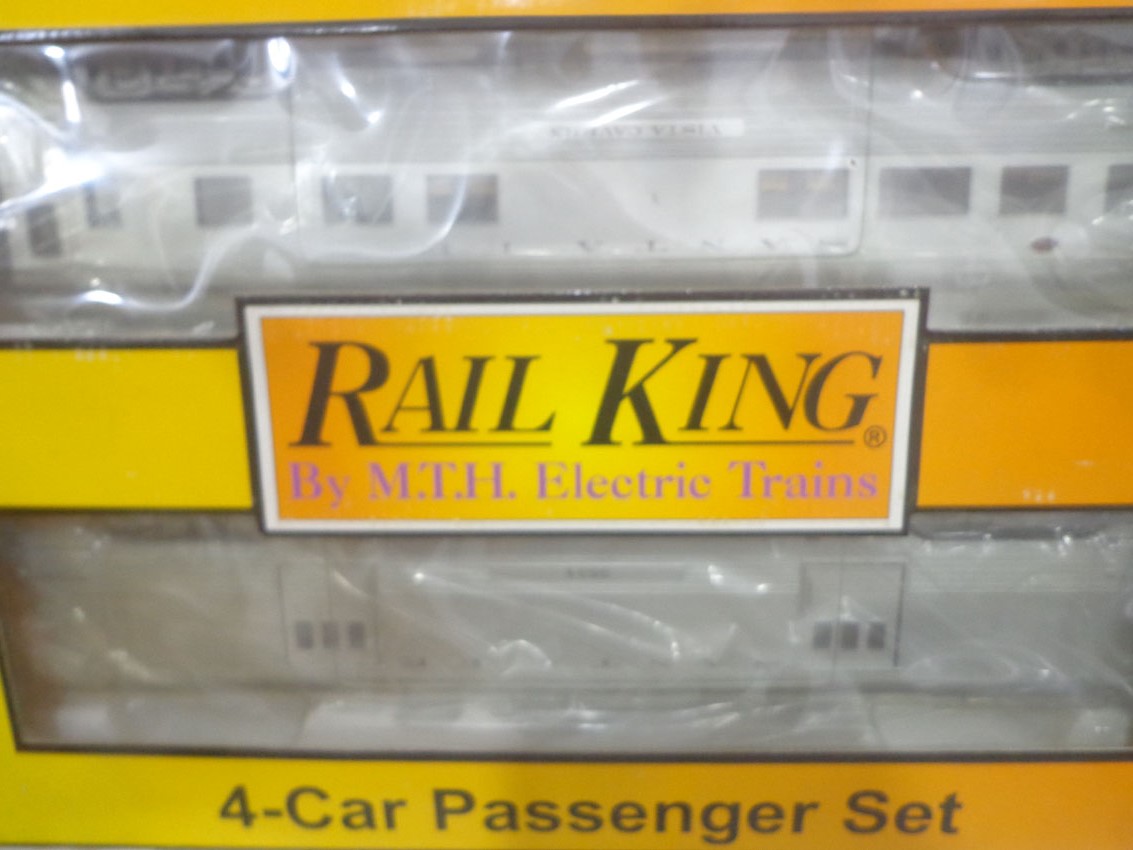 RAIL KING®
By M.T.H. Electric Trains
4-Car Passenger Set